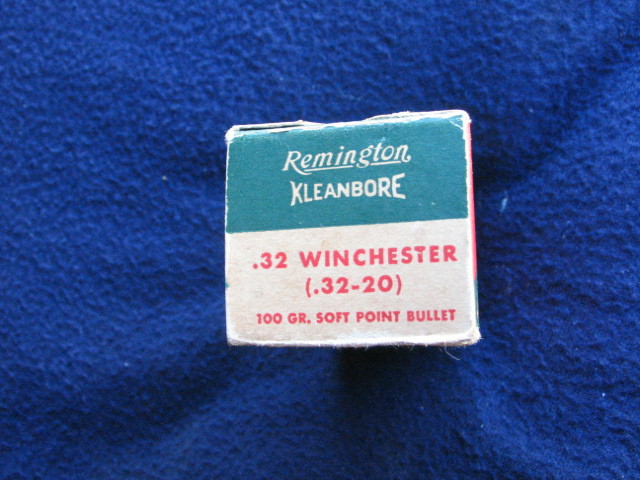 Remington
KLEANBORE
.32 WINCHESTER
(.32-20)
100 GR. SOFT POINT BULLET